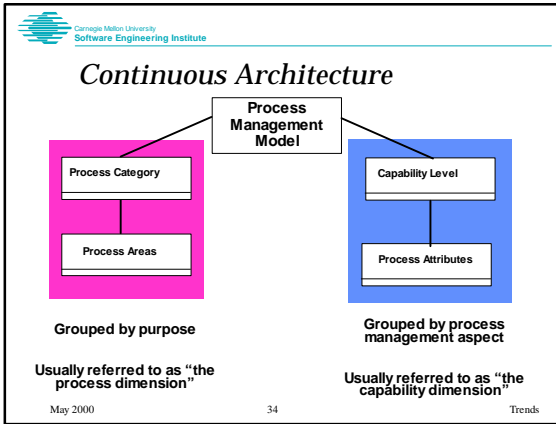 Carnegie Mellon University
Software Engineering Institute
Continuous Architecture
Process
Management
Model
Process Category
Process Areas
Capability Level
Process Attributes
Grouped by purpose
Usually referred to as “the
process dimension”
Grouped by process
management aspect
Usually referred to as “the
capability dimension”
May 2000
34
Trends